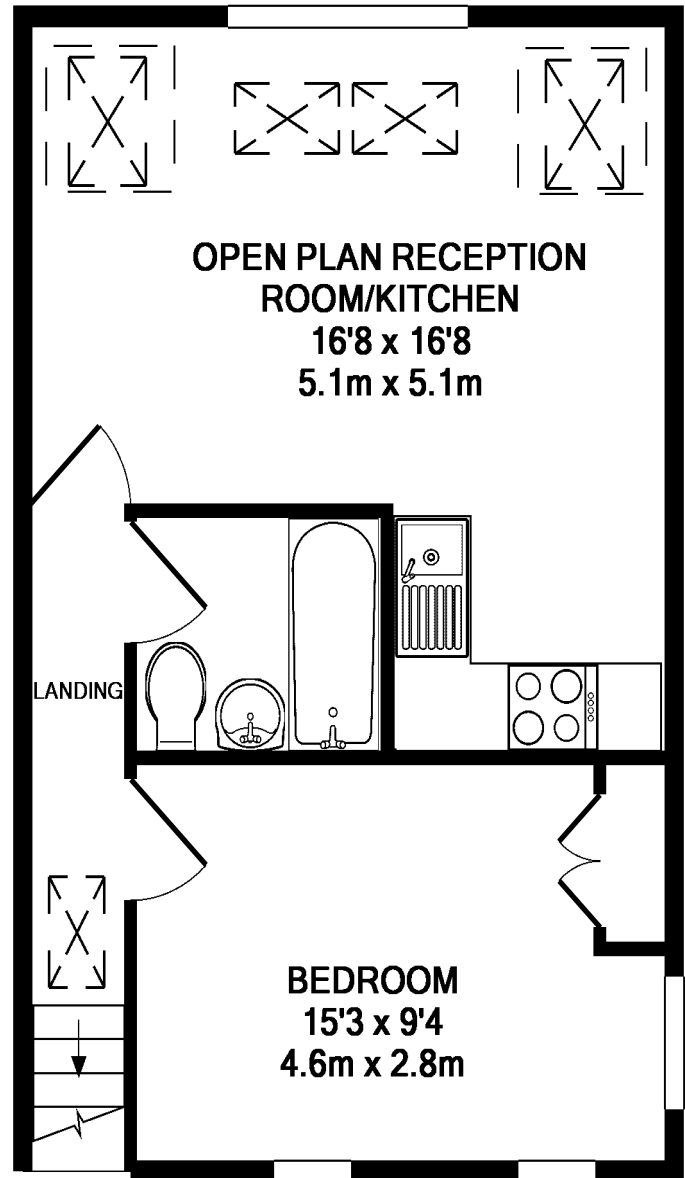 OPEN PLAN RECEPTION
ROOM/KITCHEN
16'8 x 16'8
5.1m x 5.1m
LANDING
BEDROOM
15'3 x 9'4
4.6m x 2.8m